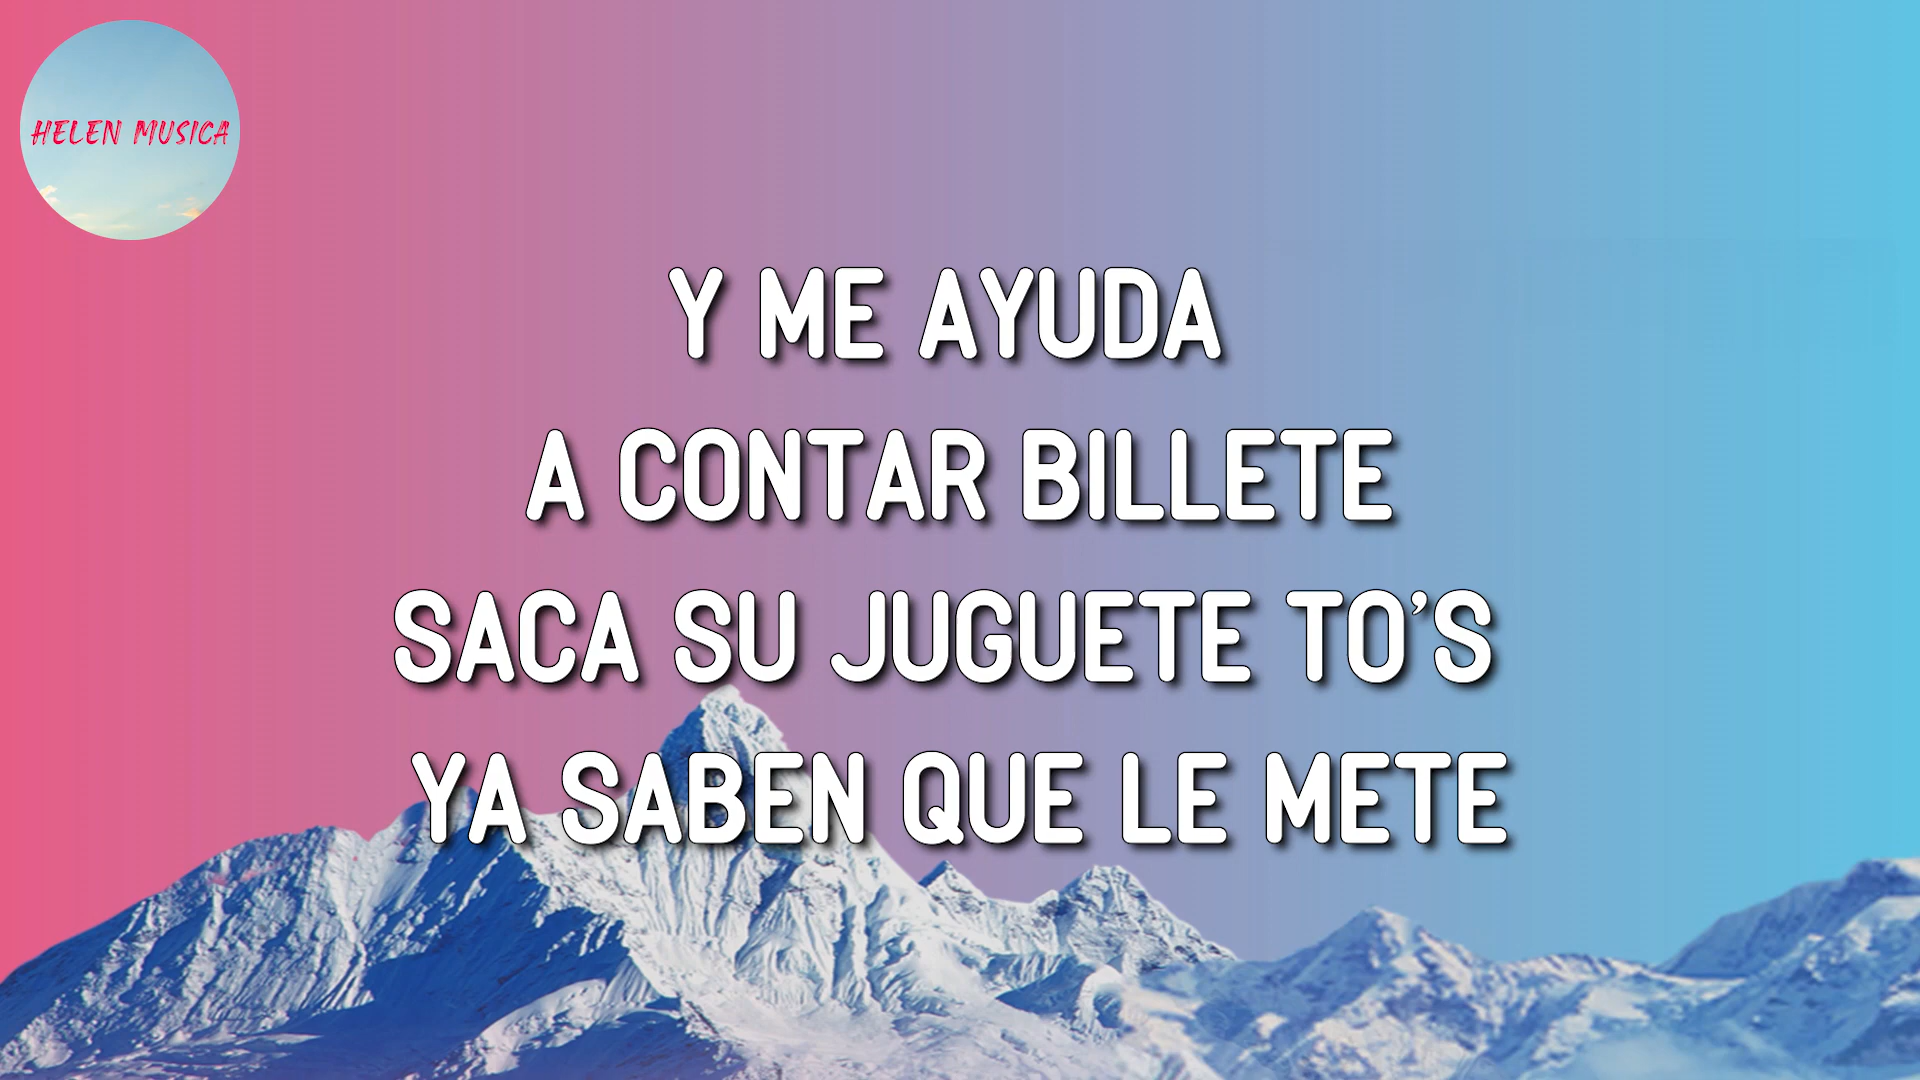 HELEN MUSICA
Y ME AYUDA
A CONTAR BILLETE
SACA SU JUGUETE TO'S
YA SABEN QUE LE METE